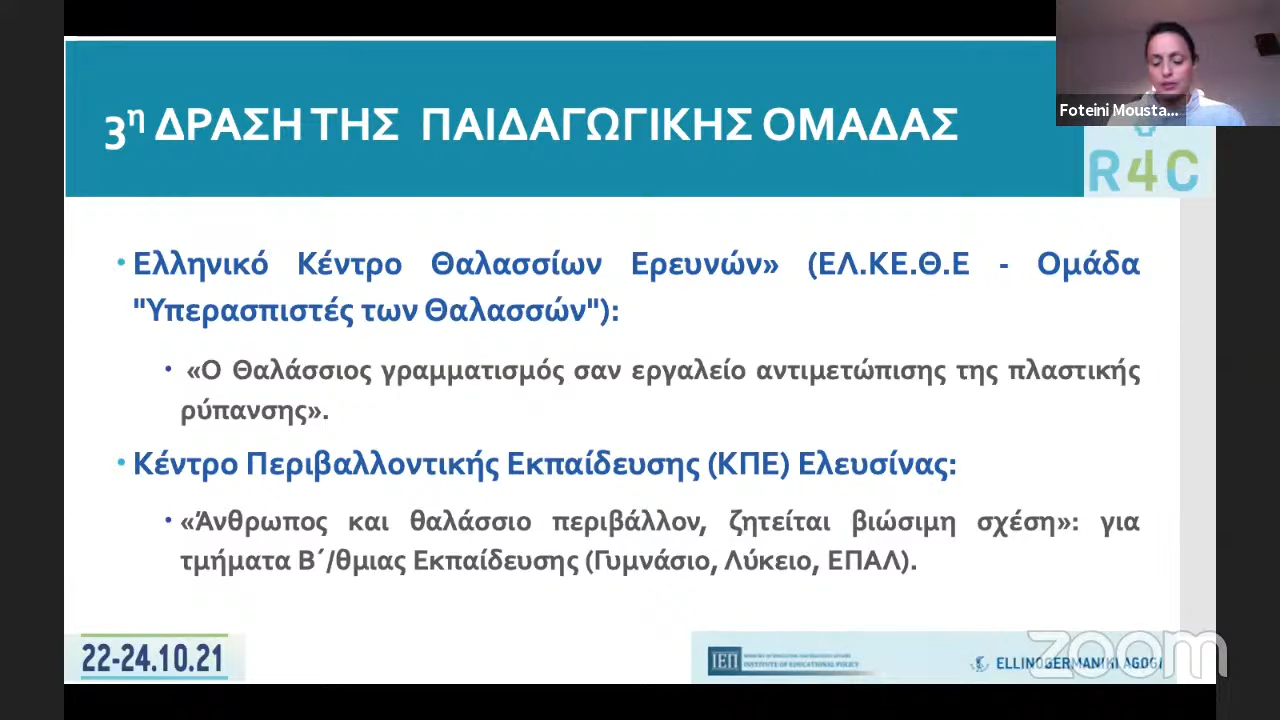 3η ΔΡΑΣΗ ΤΗΣ ΠΑΙΔΑΓΩΓΙΚΗΣ ΟΜΑΔΑΣ
Foteini Mousta...
R4C
• Ελληνικό Κέντρο Θαλασσίων Ερευνών» (ΕΛ.ΚΕ.Θ.Ε - Ομάδα
"Υπερασπιστές των Θαλασσών"):
• «Ο Θαλάσσιος γραμματισμός σαν εργαλείο αντιμετώπισης της πλαστικής
ρύπανσης».
• Κέντρο Περιβαλλοντικής Εκπαίδευσης (ΚΠΕ) Ελευσίνας:
• «Άνθρωπος και θαλάσσιο περιβάλλον, ζητείται βιώσιμη σχέση»: για
τμήματα Β΄/θμιας Εκπαίδευσης (Γυμνάσιο, Λύκειο, ΕΠΑΛ).
22-24.10.21
ΙΕΠ
INSTITUTE OF EDUCATIONAL POLICY
ELLINOGERMANIKI AGOGI
zoom